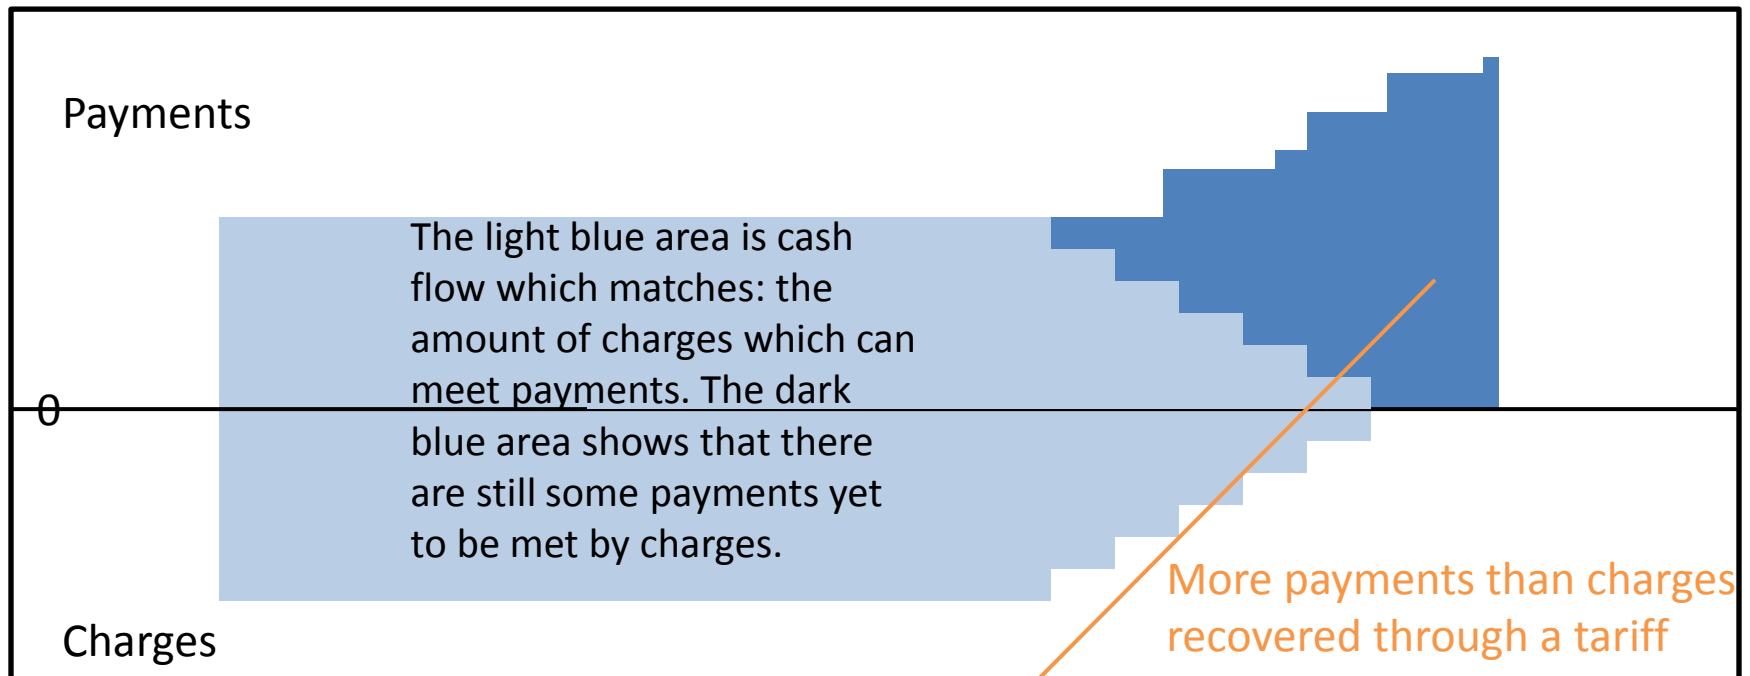 Payments
The light blue area is cash
flow which matches: the
amount of charges which can
meet payments. The dark
0
blue area shows that there
are still some payments yet
to be met by charges.
More payments than charges
recovered through a tariff
Charges